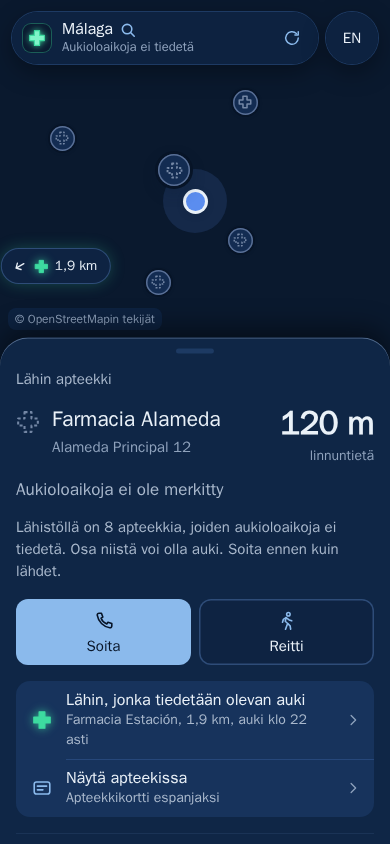 Málaga
Aukioloaikoja ei tiedetä
EN
1,9 km
© OpenStreetMapin tekijät
Lähin apteekki
Farmacia Alameda
120 m
Alameda Principal 12
linnuntietä
Aukioloaikoja ei ole merkitty
Lähistöllä on 8 apteekkia, joiden aukioloaikoja ei
tiedetä. Osa niistä voi olla auki. Soita ennen kuin
lähdet.
Soita
Reitti
Lähin, jonka tiedetään olevan auki
Farmacia Estación, 1,9 km, auki klo 22
asti
Näytä apteekissa
Apteekkikortti espanjaksi